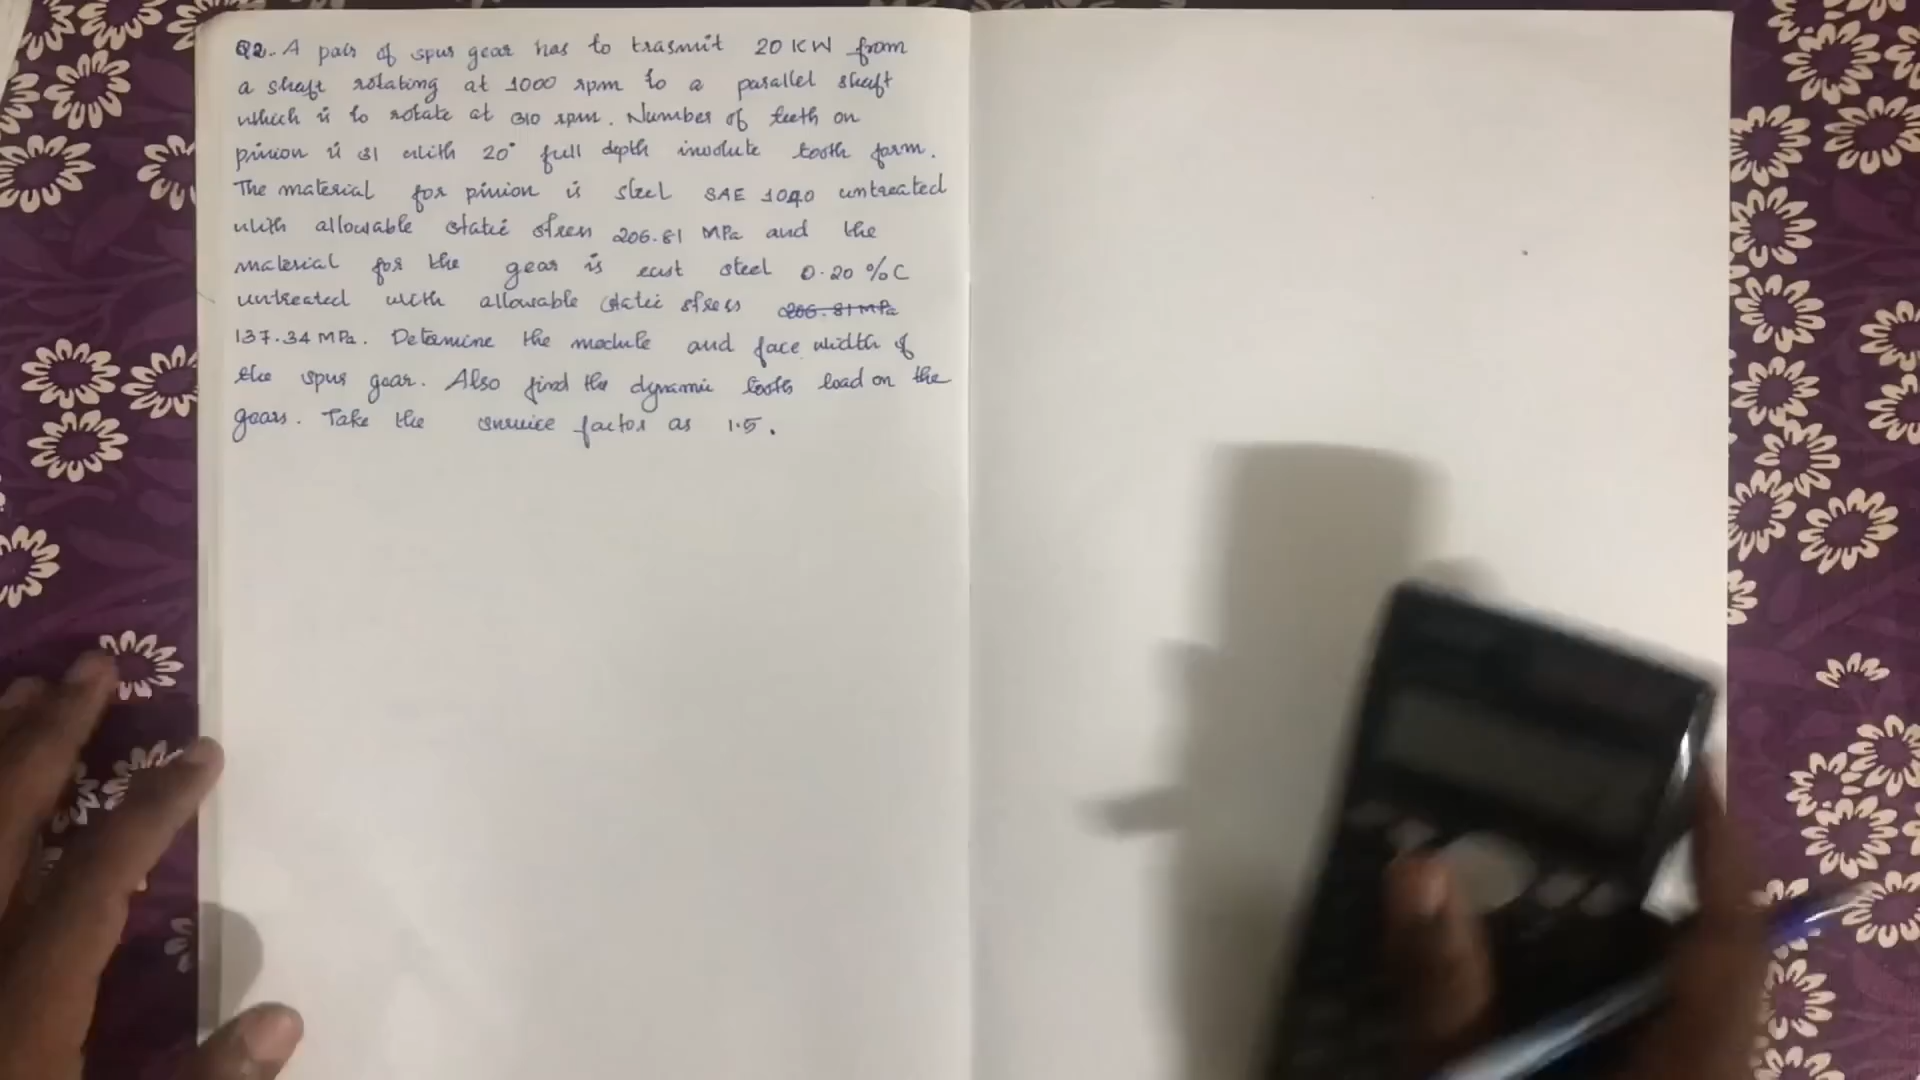 Q2. A pair of spur gear has to trasmit 20 KW from
a shaft rotating at 1000 rpm to a parallel shaft
which is to rotate at 310 rpm. Number of teeth on
pinion is 31 with 20° full depth involute tooth form.
The material for pinion is steel SAE 1040 untreated
with allowable static stress 206.81 MPa and the
material for the gear is cast steel 0.20 %C
untreated with allowable static stress 206.81 MPa
137.34 MPa. Detemine the module and face width of
the spur gear. Also find the dynamic tooth load on the
gears. Take the service factor as 1.5.